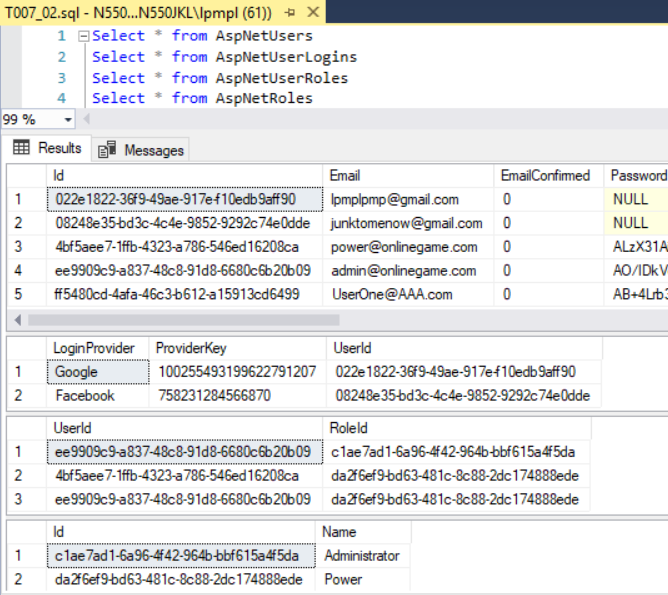 T007_02.sql - N550...N550JKL\lpmpl (61))
1 Select * from AspNetUsers
2 Select * from AspNetUserLogins
3 Select * from AspNetUserRoles
4 Select * from AspNetRoles
99 %
Results Messages
Id Email EmailConfirmed Password
1 022e1822-36f9-49ae-917e-f10edb9aff90 lpmplpmp@gmail.com 0 NULL
2 08248e35-bd3c-4c4e-9852-9292c74e0dde junktomenow@gmail.com 0 NULL
3 4bf5aee7-1ffb-4323-a786-546ed16208ca power@onlinegame.com 0 ALzX31A
4 ee9909c9-a837-48c8-91d8-6680c6b20b09 admin@onlinegame.com 0 AO/IDkV
5 ff5480cd-4afa-46c3-b612-a15913cd6499 UserOne@AAA.com 0 AB+4Lrb3
LoginProvider ProviderKey UserId
1 Google 100255493199622791207 022e1822-36f9-49ae-917e-f10edb9aff90
2 Facebook 758231284566870 08248e35-bd3c-4c4e-9852-9292c74e0dde
UserId RoleId
1 ee9909c9-a837-48c8-91d8-6680c6b20b09 c1ae7ad1-6a96-4f42-964b-bbf615a4f5da
2 4bf5aee7-1ffb-4323-a786-546ed16208ca da2f6ef9-bd63-481c-8c88-2dc174888ede
3 ee9909c9-a837-48c8-91d8-6680c6b20b09 da2f6ef9-bd63-481c-8c88-2dc174888ede
Id Name
1 c1ae7ad1-6a96-4f42-964b-bbf615a4f5da Administrator
2 da2f6ef9-bd63-481c-8c88-2dc174888ede Power